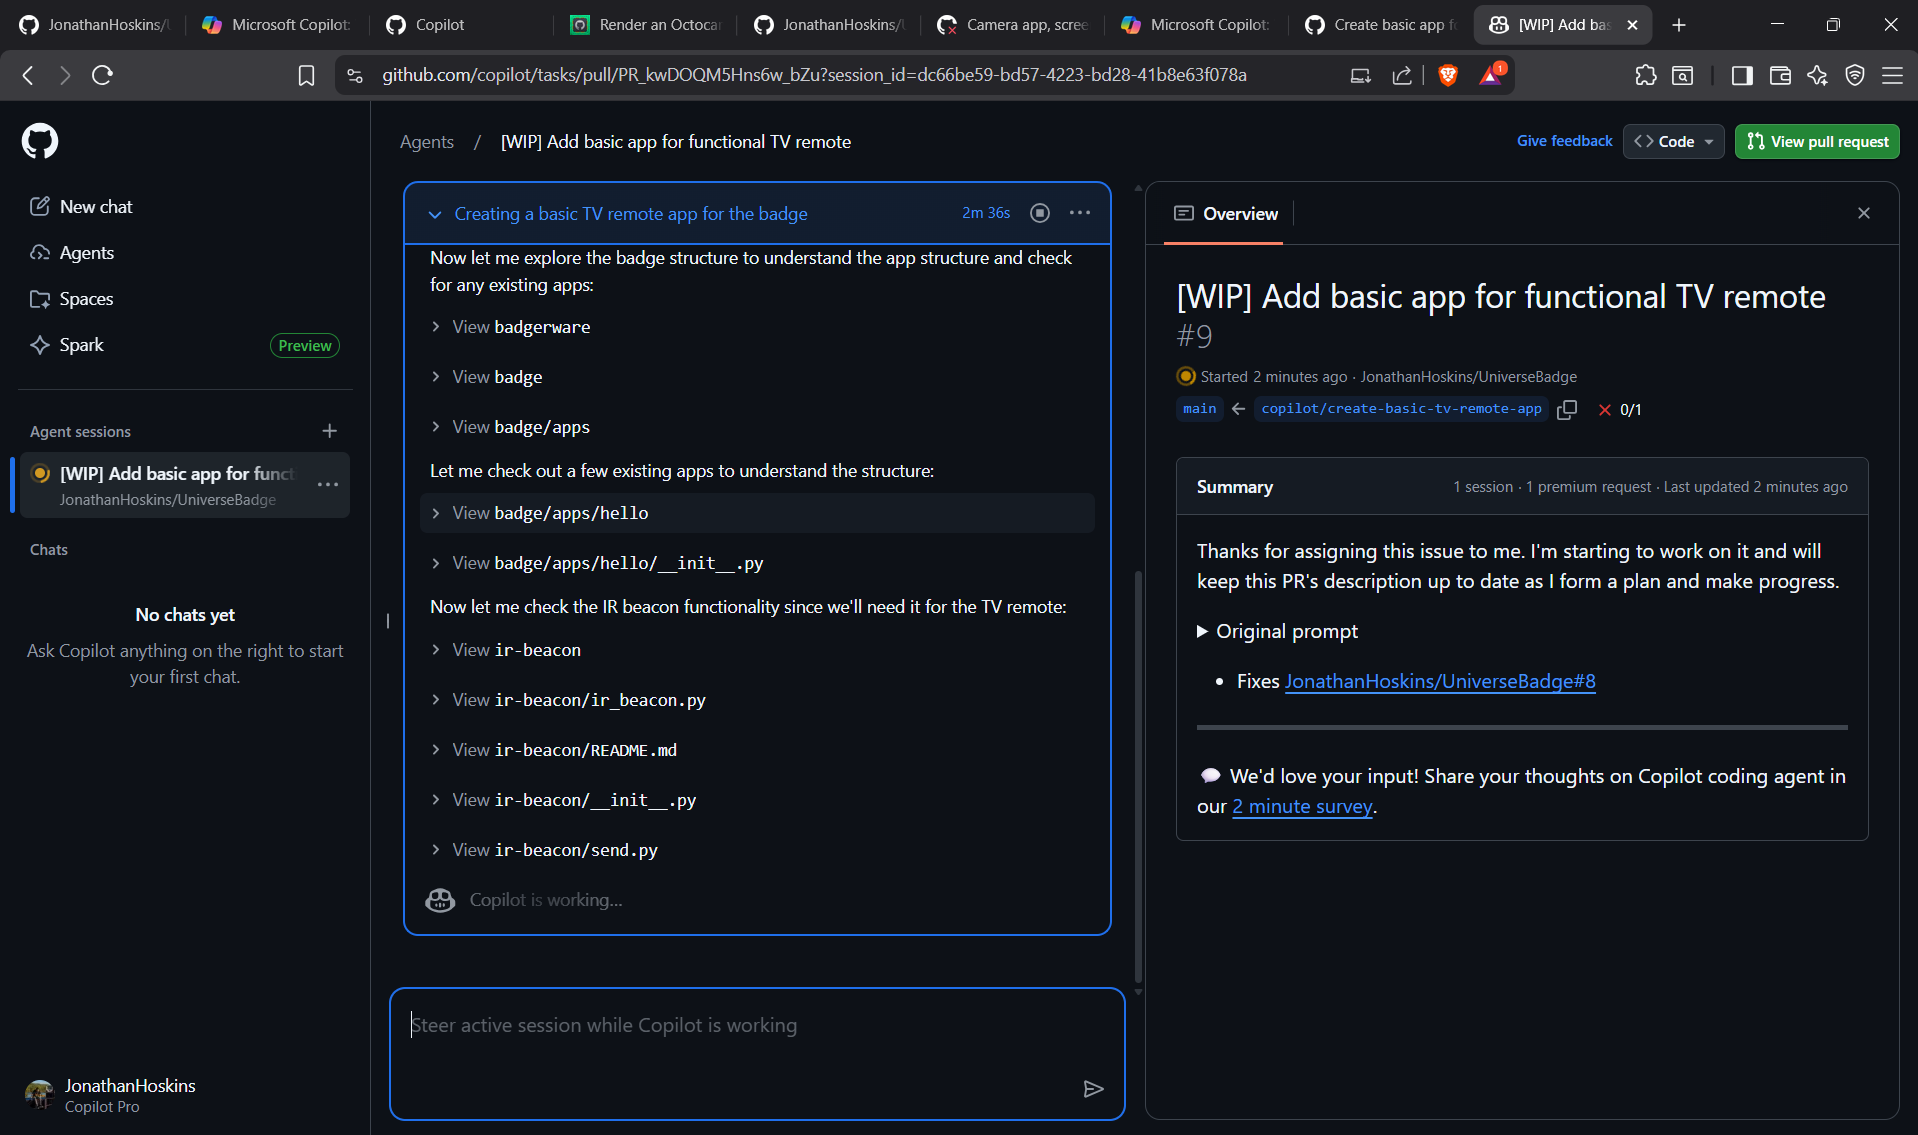 JonathanHoskins/U
Microsoft Copilot:
Copilot
Render an Octocar
JonathanHoskins/U
Camera app, scree
Microsoft Copilot:
Create basic app fo
[WIP] Add bas
github.com/copilot/tasks/pull/PR_kwDOQM5Hns6w_bZu?session_id=dc66be59-bd57-4223-bd28-41b8e63f078a
1
New chat
Agents
Spaces
Spark
Preview
Agent sessions
[WIP] Add basic app for funct
JonathanHoskins/UniverseBadge
Chats
No chats yet
Ask Copilot anything on the right to start
your first chat.
JonathanHoskins
Copilot Pro
Agents / [WIP] Add basic app for functional TV remote
Give feedback
<> Code
View pull request
Creating a basic TV remote app for the badge
2m 36s
Now let me explore the badge structure to understand the app structure and check
for any existing apps:
View badgerware
View badge
View badge/apps
Let me check out a few existing apps to understand the structure:
View badge/apps/hello
View badge/apps/hello/__init__.py
Now let me check the IR beacon functionality since we'll need it for the TV remote:
View ir-beacon
View ir-beacon/ir_beacon.py
View ir-beacon/README.md
View ir-beacon/__init__.py
View ir-beacon/send.py
Copilot is working...
Steer active session while Copilot is working
Overview
[WIP] Add basic app for functional TV remote
#9
Started 2 minutes ago · JonathanHoskins/UniverseBadge
main ← copilot/create-basic-tv-remote-app
0/1
Summary
1 session · 1 premium request · Last updated 2 minutes ago
Thanks for assigning this issue to me. I'm starting to work on it and will
keep this PR's description up to date as I form a plan and make progress.
Original prompt
• Fixes JonathanHoskins/UniverseBadge#8
We'd love your input! Share your thoughts on Copilot coding agent in
our 2 minute survey.